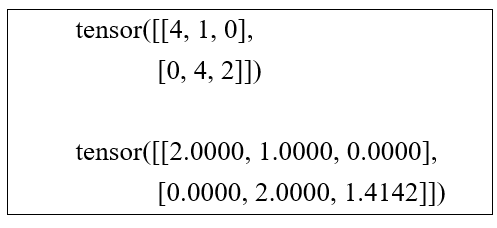 tensor([[4, 1, 0],
[0, 4, 2]])
tensor([[2.0000, 1.0000, 0.0000],
[0.0000, 2.0000, 1.4142]])